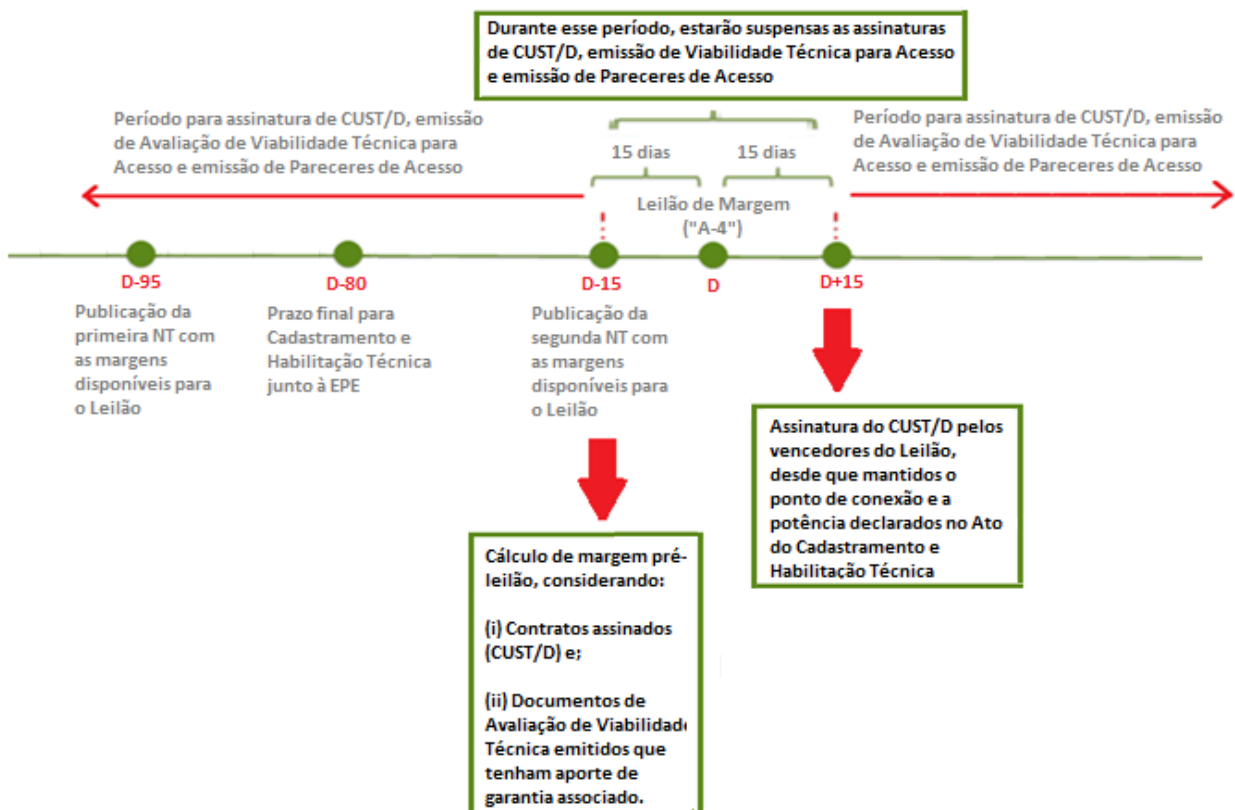 Durante esse período, estarão suspensas as assinaturas
de CUST/D, emissão de Viabilidade Técnica para Acesso
e emissão de Pareceres de Acesso
Período para assinatura de CUST/D, emissão
de Avaliação de Viabilidade Técnica para
Acesso e emissão de Pareceres de Acesso
15 dias
15 dias
Período para assinatura de CUST/D, emissão
de Avaliação de Viabilidade Técnica para
Acesso e emissão de Pareceres de Acesso
Leilão de Margem
("A-4")
D-95
D-80
D-15
D
D+15
Publicação da
primeira NT com
as margens
disponíveis para
o Leilão
Prazo final para
Cadastramento e
Habilitação Técnica
junto à EPE
Publicação da
segunda NT com
as margens
disponíveis para
o Leilão
Assinatura do CUST/D pelos
vencedores do Leilão,
desde que mantidos o
ponto de conexão e a
potência declarados no Ato
do Cadastramento e
Habilitação Técnica
Cálculo de margem pré-
leilão, considerando:
(i) Contratos assinados
(CUST/D) e;
(ii) Documentos de
Avaliação de Viabilidade
Técnica emitidos que
tenham aporte de
garantia associado.